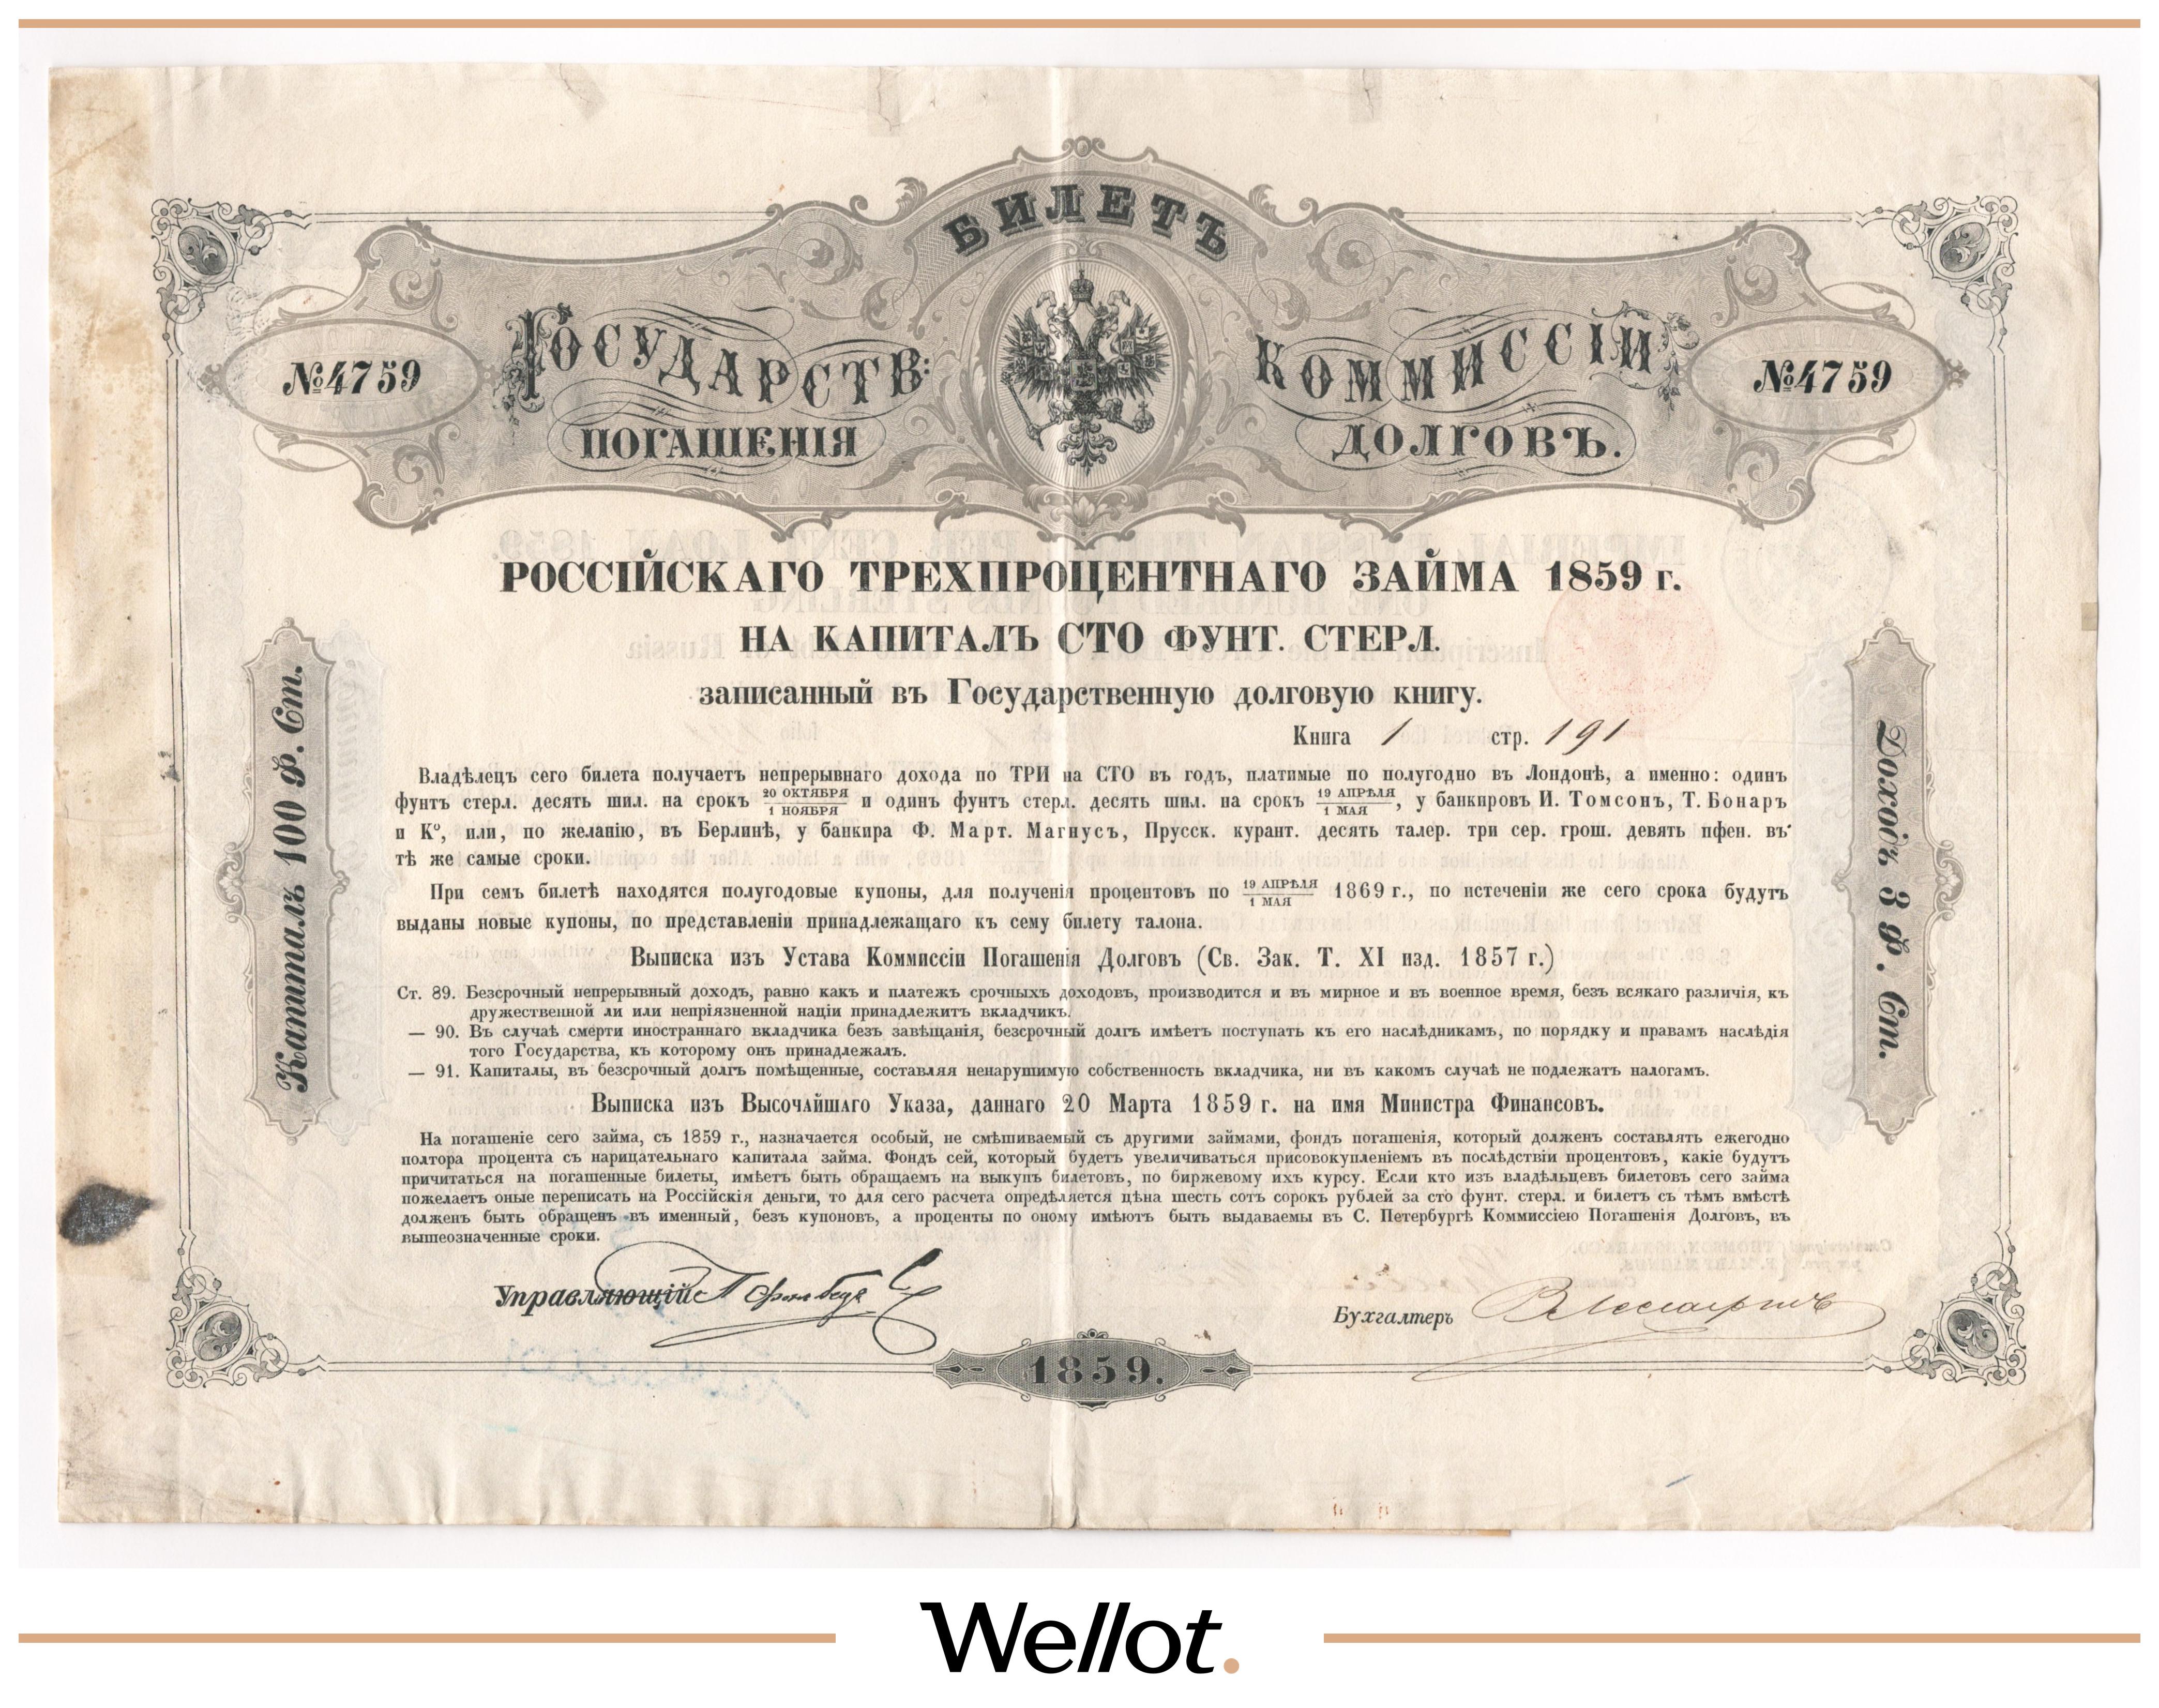 БИЛЕТЪ
№4759 ГОСУДАРСТВ: КОММИССІИ №4759
ПОГАШЕНІЯ ДОЛГОВЪ.
РОССІЙСКАГО ТРЕХПРОЦЕНТНАГО ЗАЙМА 1859 г.
НА КАПИТАЛЪ СТО ФУНТ. СТЕРЛ.
записанный въ Государственную долговую книгу.
Книга 1 стр. 191
Капиталъ 100 Ф. Ст.
Владѣлецъ сего билета получаетъ непрерывнаго дохода по ТРИ на СТО въ годъ, платимые по полугодно въ Лондонѣ, а именно: одинъ
фунтъ стерл. десять шил. на срокъ 20 ОКТЯБРЯ / 1 НОЯБРЯ и одинъ фунтъ стерл. десять шил. на срокъ 19 АПРѢЛЯ / 1 МАЯ, у банкировъ И. Томсонъ, Т. Бонаръ
и Кº, или, по желанію, въ Берлинѣ, у банкира Ф. Март. Магнусъ, Прусск. курант. десять талер. три сер. грош. девять пфен. въ
тѣ же самые сроки.
При семъ билетѣ находятся полугодовые купоны, для полученія процентовъ по 19 АПРѢЛЯ / 1 МАЯ 1869 г., по истеченіи же сего срока будутъ
выданы новые купоны, по представленіи принадлежащаго къ сему билету талона.
Выписка изъ Устава Коммиссіи Погашенія Долговъ (Св. Зак. Т. XI изд. 1857 г.)
Ст. 89. Безсрочный непрерывный доходъ, равно какъ и платежъ срочныхъ доходовъ, производится и въ мирное и въ военное время, безъ всякаго различія, къ
дружественной ли или непріязненной націи принадлежитъ вкладчикъ.
— 90. Въ случаѣ смерти иностраннаго вкладчика безъ завѣщанія, безсрочный долгъ имѣетъ поступать къ его наслѣдникамъ, по порядку и правамъ наслѣдія
того Государства, къ которому онъ принадлежалъ.
— 91. Капиталы, въ безсрочный долгъ помѣщенные, составляя ненарушимую собственность вкладчика, ни въ какомъ случаѣ не подлежатъ налогамъ.
Выписка изъ Высочайшаго Указа, даннаго 20 Марта 1859 г. на имя Министра Финансовъ.
На погашеніе сего займа, съ 1859 г., назначается особый, не смѣшиваемый съ другими займами, фондъ погашенія, который долженъ составлять ежегодно
полтора процента съ нарицательнаго капитала займа. Фондъ сей, который будетъ увеличиваться присовокупленіемъ въ послѣдствіи процентовъ, какіе будутъ
причитаться на погашенные билеты, имѣетъ быть обращаемъ на выкупъ билетовъ, по биржевому ихъ курсу. Если кто изъ владѣльцевъ билетовъ сего займа
пожелаетъ оные переписать на Россійскія деньги, то для сего расчета опредѣляется цѣна шесть сотъ сорокъ рублей за сто фунт. стерл. и билетъ съ тѣмъ вмѣстѣ
долженъ быть обращенъ въ именный, безъ купоновъ, а проценты по оному имѣютъ быть выдаваемы въ С. Петербургѣ Коммиссіею Погашенія Долговъ, въ
вышеозначенные сроки.
Доходъ 3 Ф. Ст.
Управляющій
Бухгалтеръ
1859.
Wellot.